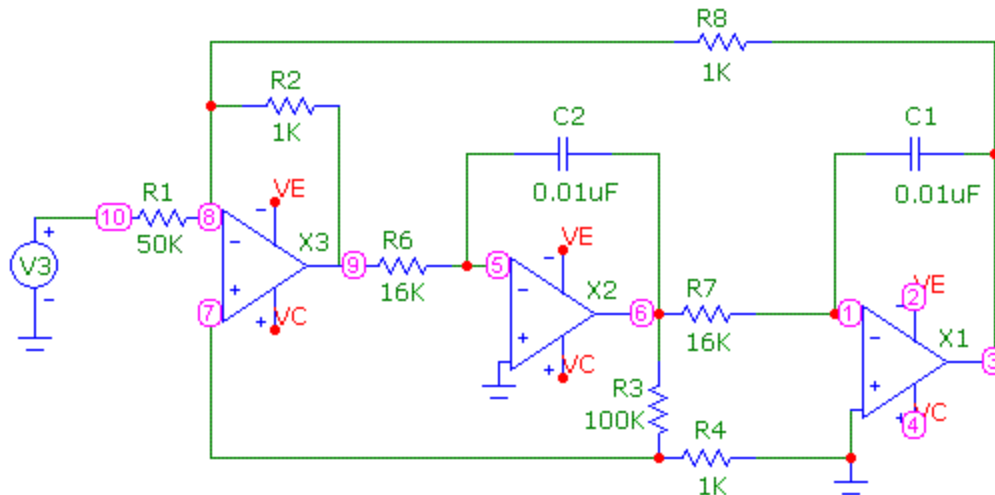 R8
1K
R2
1K
C2
0.01uF
C1
0.01uF
10
R1
50K
8
VE
−
−
+
X3
9
R6
16K
5
VE
−
−
+
X2
6
R7
16K
1
2
VE
−
−
+
X1
3
V3
+
−
7
+
VC
+
VC
R3
100K
R4
1K
4
+
VC